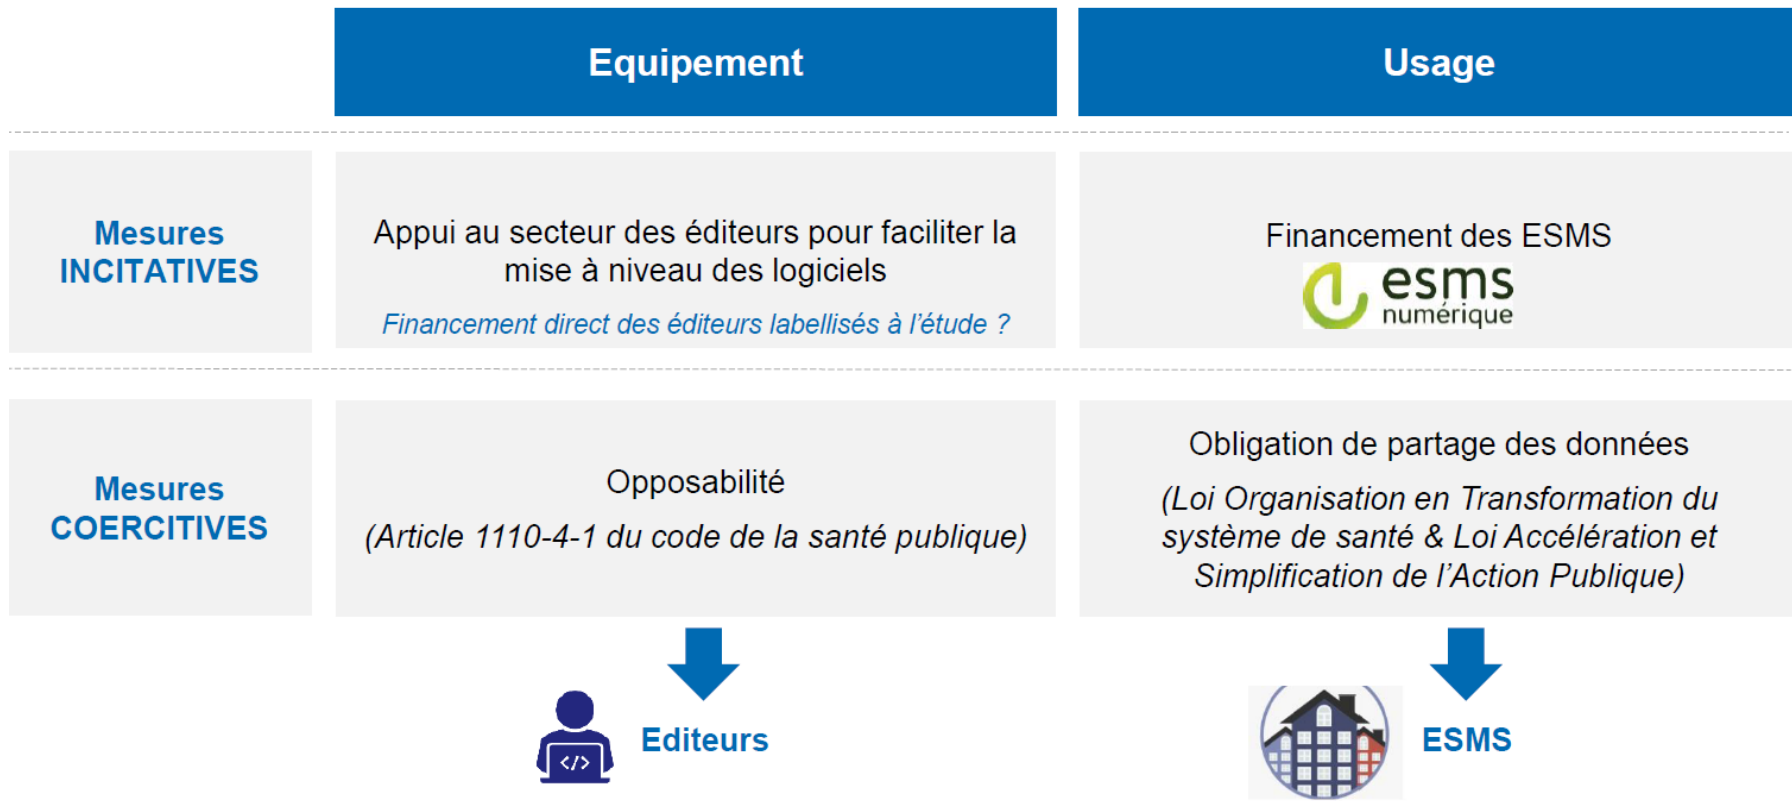 Equipement
Usage
Mesures
INCITATIVES
Appui au secteur des éditeurs pour faciliter la
mise à niveau des logiciels
Financement direct des éditeurs labellisés à l'étude ?
Financement des ESMS
esms
numérique
Mesures
COERCITIVES
Opposabilité
(Article 1110-4-1 du code de la santé publique)
Obligation de partage des données
(Loi Organisation en Transformation du
système de santé & Loi Accélération et
Simplification de l'Action Publique)
</>
Editeurs
ESMS